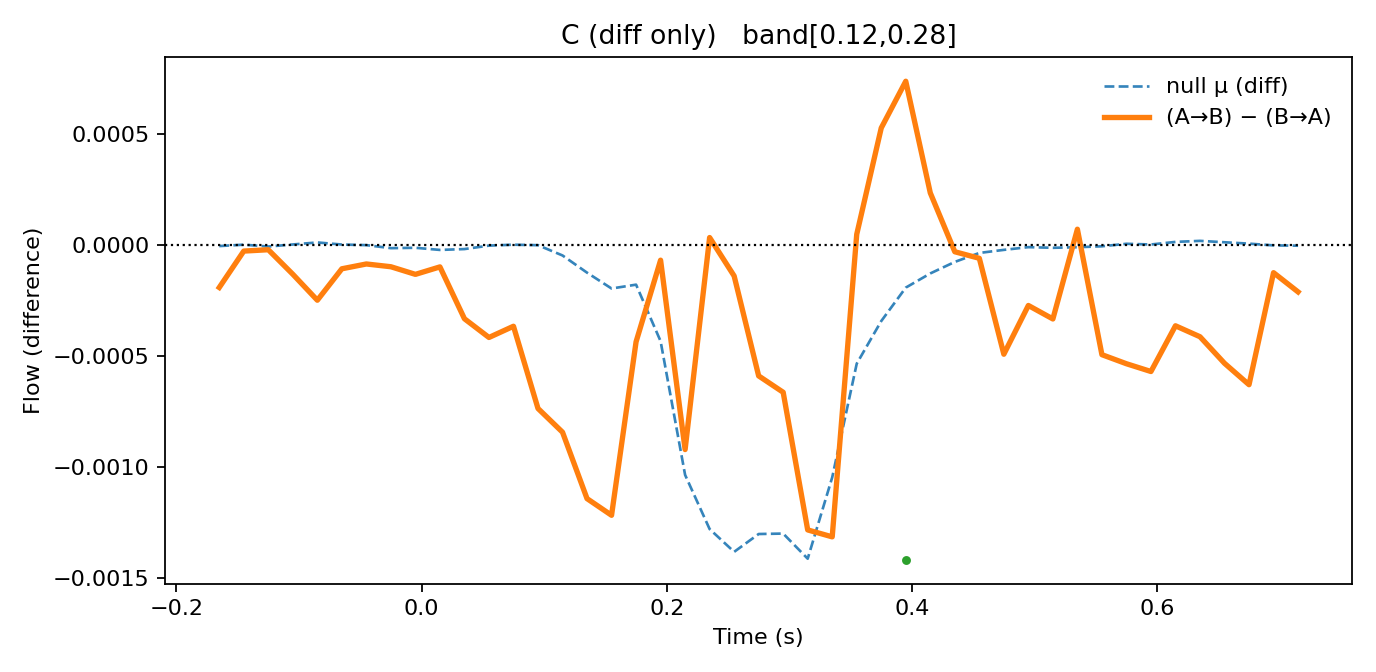 C (diff only)   band[0.12,0.28]
null μ (diff)
(A→B) − (B→A)
Flow (difference)
0.0005
0.0000
−0.0005
−0.0010
−0.0015
−0.2
0.0
0.2
0.4
0.6
Time (s)